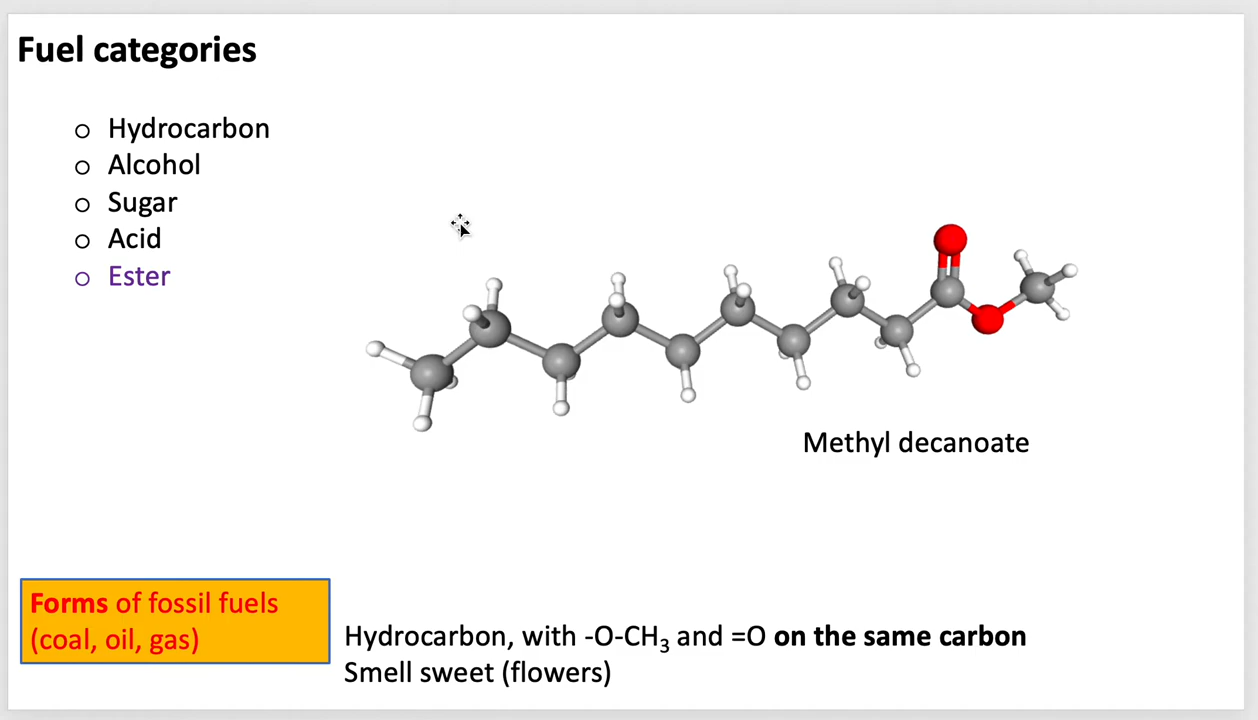 Fuel categories
o Hydrocarbon
o Alcohol
o Sugar
o Acid
o Ester
Methyl decanoate
Forms of fossil fuels
(coal, oil, gas)
Hydrocarbon, with -O-CH₃ and =O on the same carbon
Smell sweet (flowers)